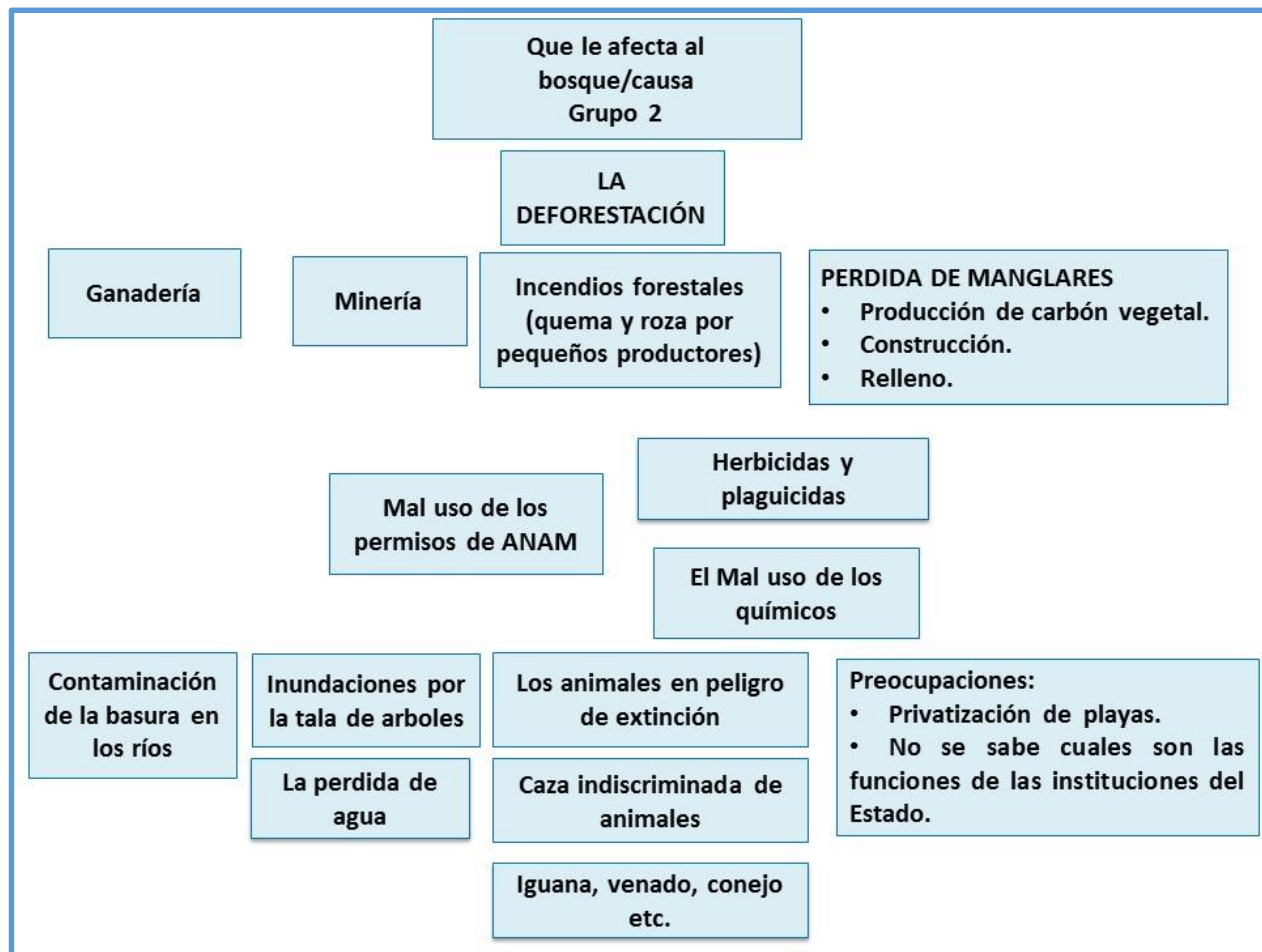 Que le afecta al
bosque/causa
Grupo 2
LA
DEFORESTACIÓN
Ganadería
Minería
Incendios forestales
(quema y roza por
pequeños productores)
PERDIDA DE MANGLARES
• Producción de carbón vegetal.
• Construcción.
• Relleno.
Mal uso de los
permisos de ANAM
Herbicidas y
plaguicidas
El Mal uso de los
químicos
Contaminación
de la basura en
los ríos
Inundaciones por
la tala de arboles
La perdida de
agua
Los animales en peligro
de extinción
Caza indiscriminada de
animales
Iguana, venado, conejo
etc.
Preocupaciones:
• Privatización de playas.
• No se sabe cuales son las
funciones de las instituciones del
Estado.